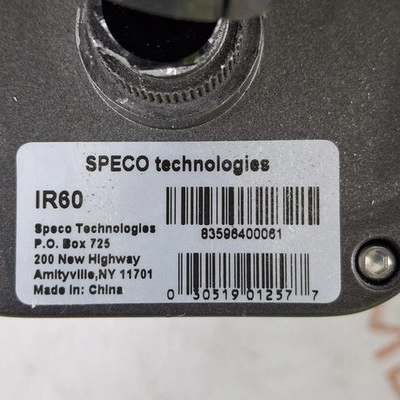 SPECO technologies
IR60
83596400061
Speco Technologies
P.O. Box 725
200 New Highway
Amityville,NY 11701
Made in: China
0 30519 01257 7